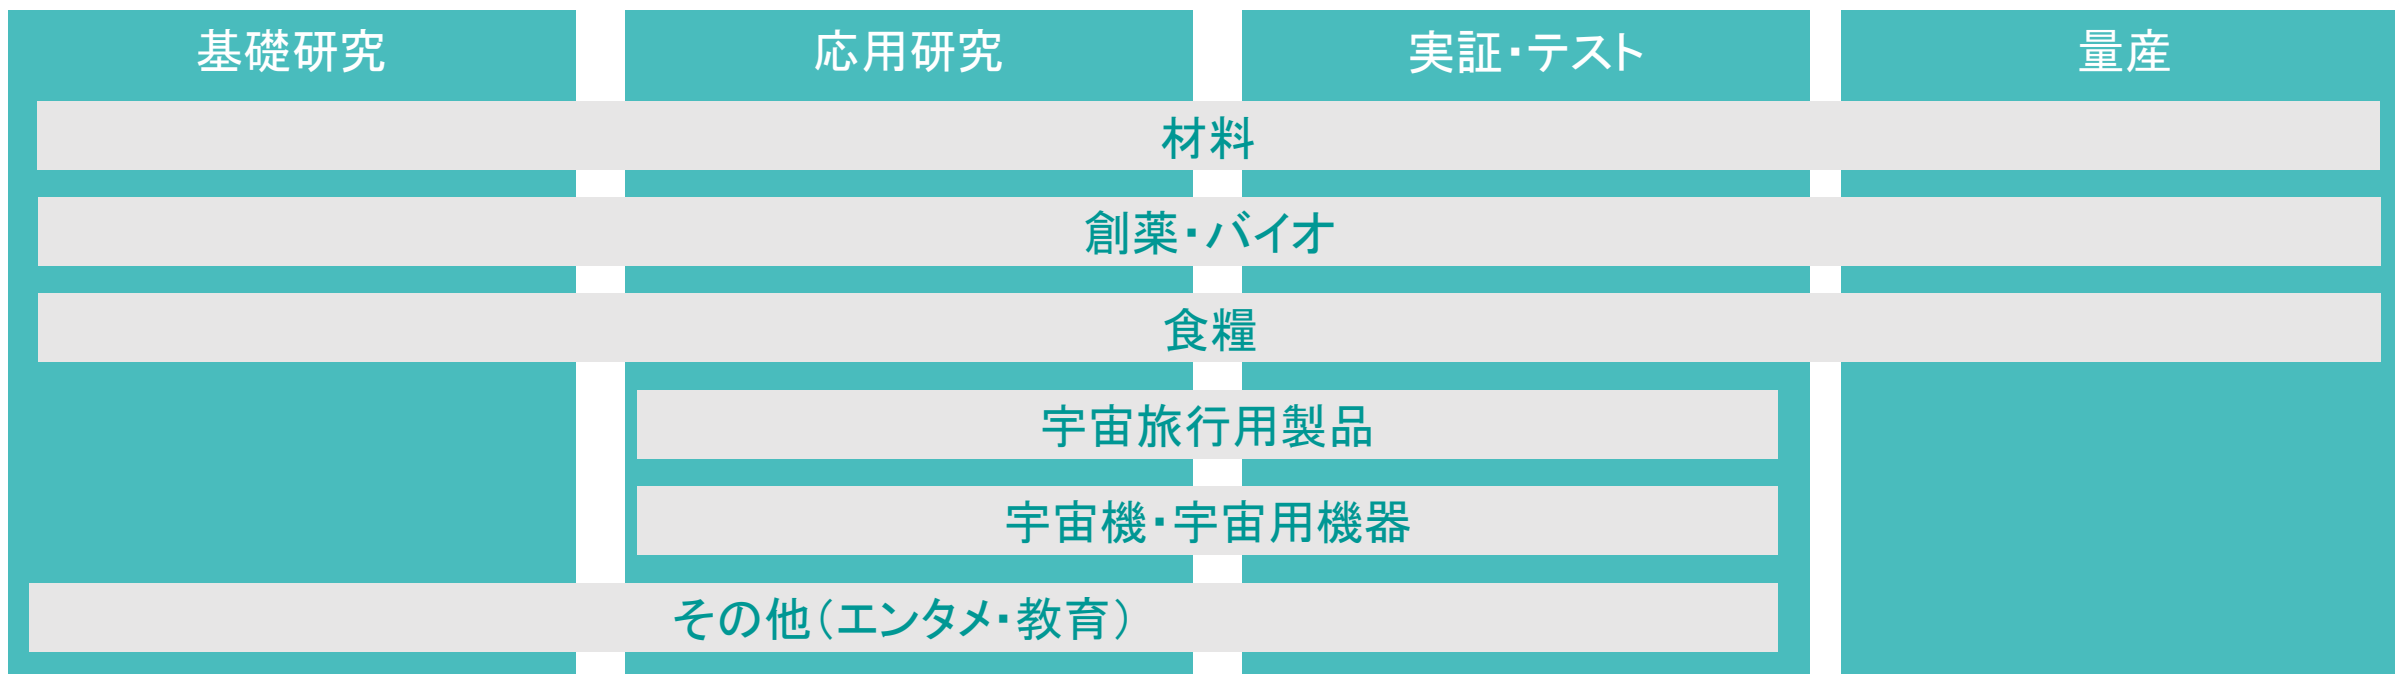 基礎研究
応用研究
実証・テスト
量産
材料
創薬・バイオ
食糧
宇宙旅行用製品
宇宙機・宇宙用機器
その他（エンタメ・教育）